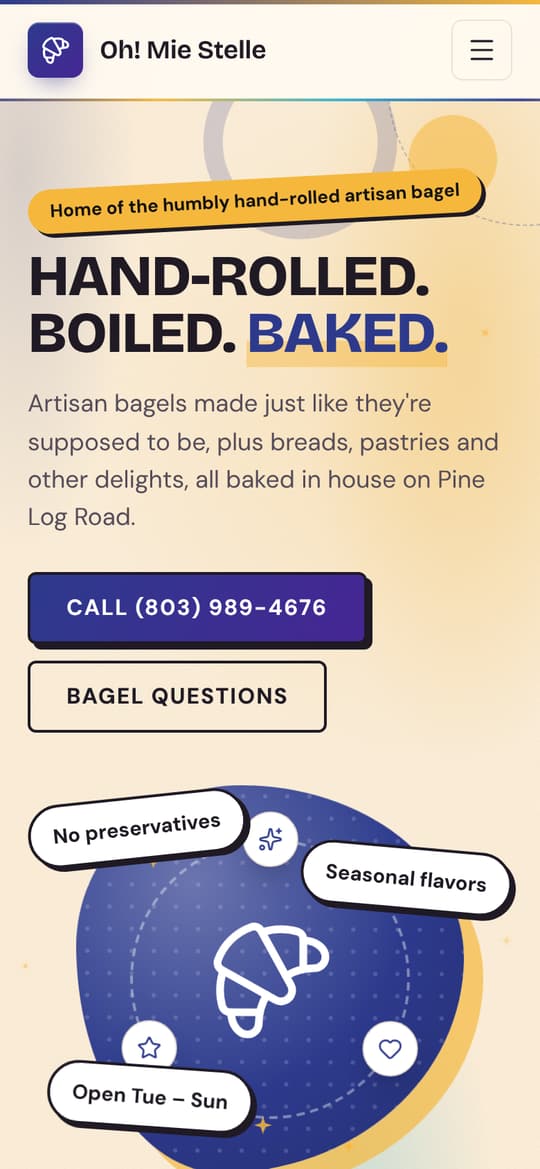 Oh! Mie Stelle
Home of the humbly hand-rolled artisan bagel
HAND-ROLLED.
BOILED. BAKED.
Artisan bagels made just like they're
supposed to be, plus breads, pastries and
other delights, all baked in house on Pine
Log Road.
CALL (803) 989-4676
BAGEL QUESTIONS
No preservatives
Seasonal flavors
Open Tue – Sun